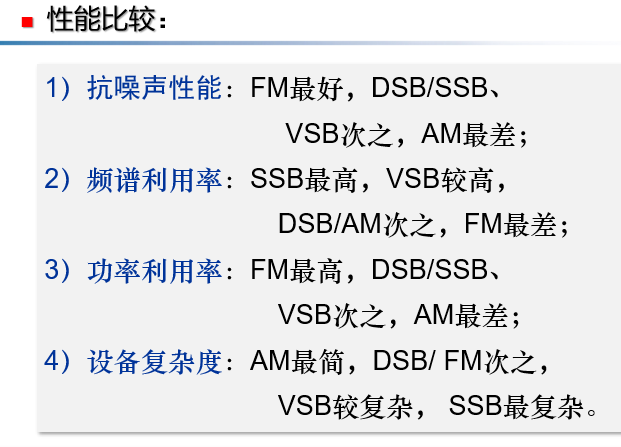 性能比较：
1）抗噪声性能：FM最好，DSB/SSB、
VSB次之，AM最差；
2）频谱利用率：SSB最高，VSB较高，
DSB/AM次之，FM最差；
3）功率利用率：FM最高，DSB/SSB、
VSB次之，AM最差；
4）设备复杂度：AM最简，DSB/ FM次之，
VSB较复杂， SSB最复杂。